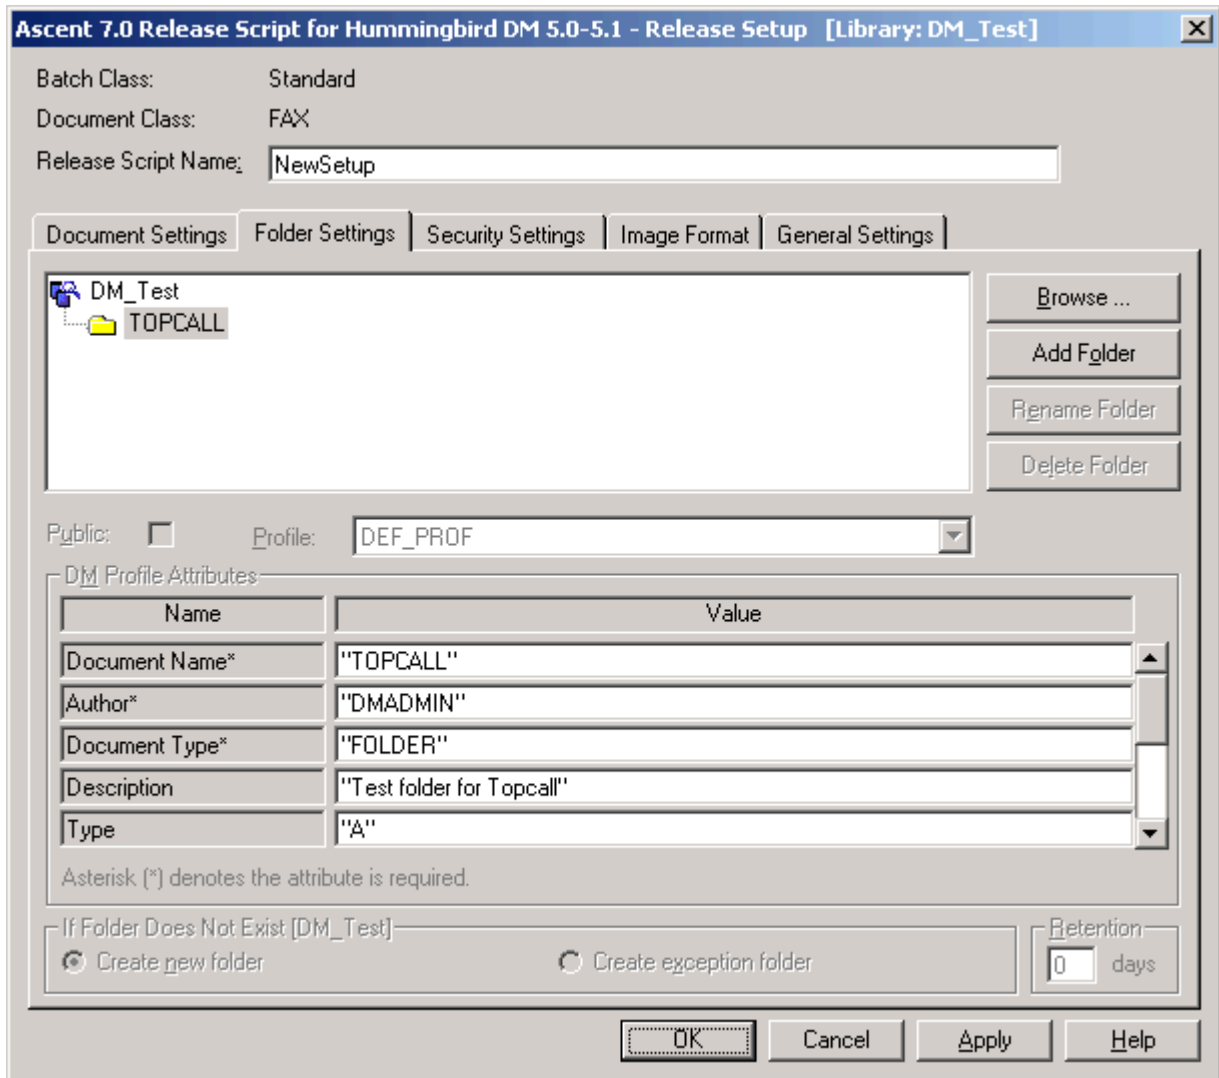 Ascent 7.0 Release Script for Hummingbird DM 5.0-5.1 - Release Setup [Library: DM_Test]
Batch Class: Standard
Document Class: FAX
Release Script Name: NewSetup
Document Settings Folder Settings Security Settings Image Format General Settings
DM_Test
TOPCALL
Browse ...
Add Folder
Rename Folder
Delete Folder
Public: Profile: DEF_PROF
DM Profile Attributes
Name Value
Document Name* "TOPCALL"
Author* "DMADMIN"
Document Type* "FOLDER"
Description "Test folder for Topcall"
Type "A"
Asterisk (*) denotes the attribute is required.
If Folder Does Not Exist [DM_Test] Retention
Create new folder Create exception folder 0 days
OK Cancel Apply Help